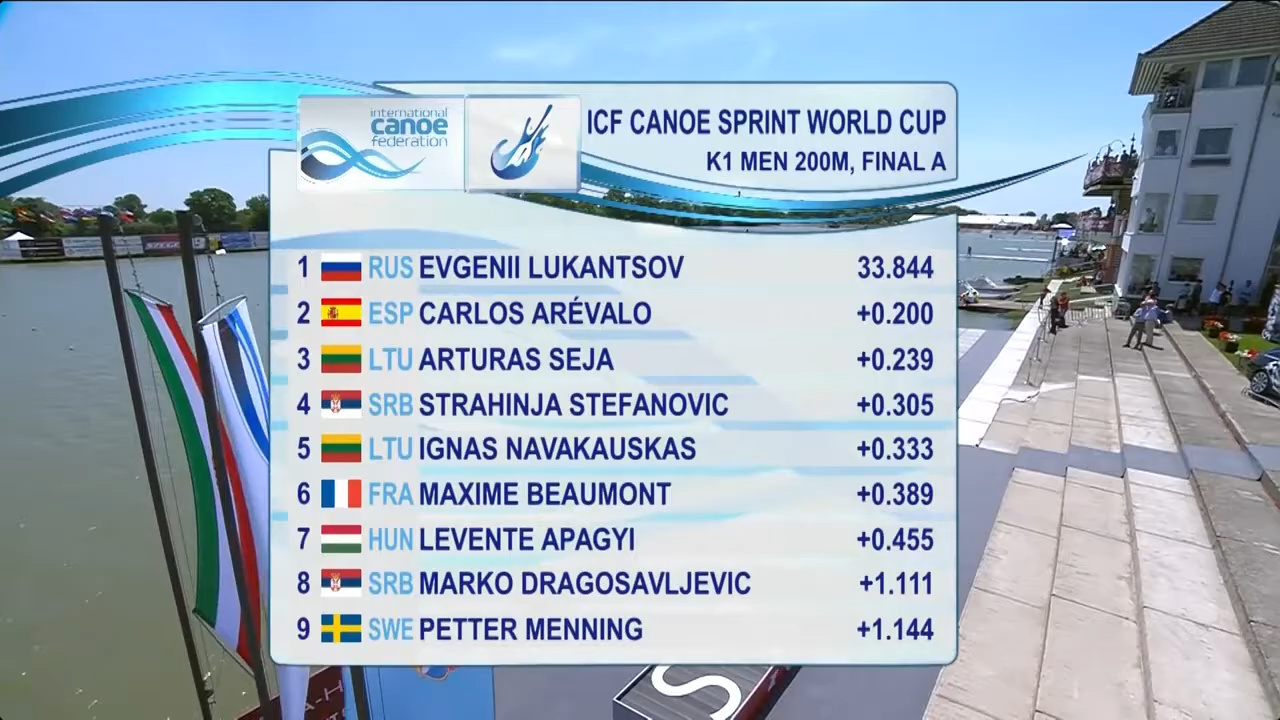 international
canoe
federation
ICF CANOE SPRINT WORLD CUP
K1 MEN 200M, FINAL A
1 RUS EVGENII LUKANTSOV 33.844
2 ESP CARLOS ARÉVALO +0.200
3 LTU ARTURAS SEJA +0.239
4 SRB STRAHINJA STEFANOVIC +0.305
5 LTU IGNAS NAVAKAUSKAS +0.333
6 FRA MAXIME BEAUMONT +0.389
7 HUN LEVENTE APAGYI +0.455
8 SRB MARKO DRAGOSAVLJEVIC +1.111
9 SWE PETTER MENNING +1.144
S